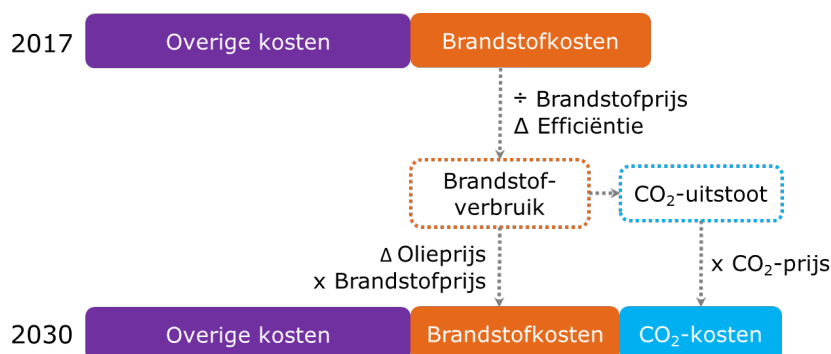 2017
Overige kosten
Brandstofkosten
÷ Brandstofprijs
Δ Efficiëntie
Brandstof-
verbruik
CO₂-uitstoot
Δ Olieprijs
x Brandstofprijs
x CO₂-prijs
2030
Overige kosten
Brandstofkosten
CO₂-kosten